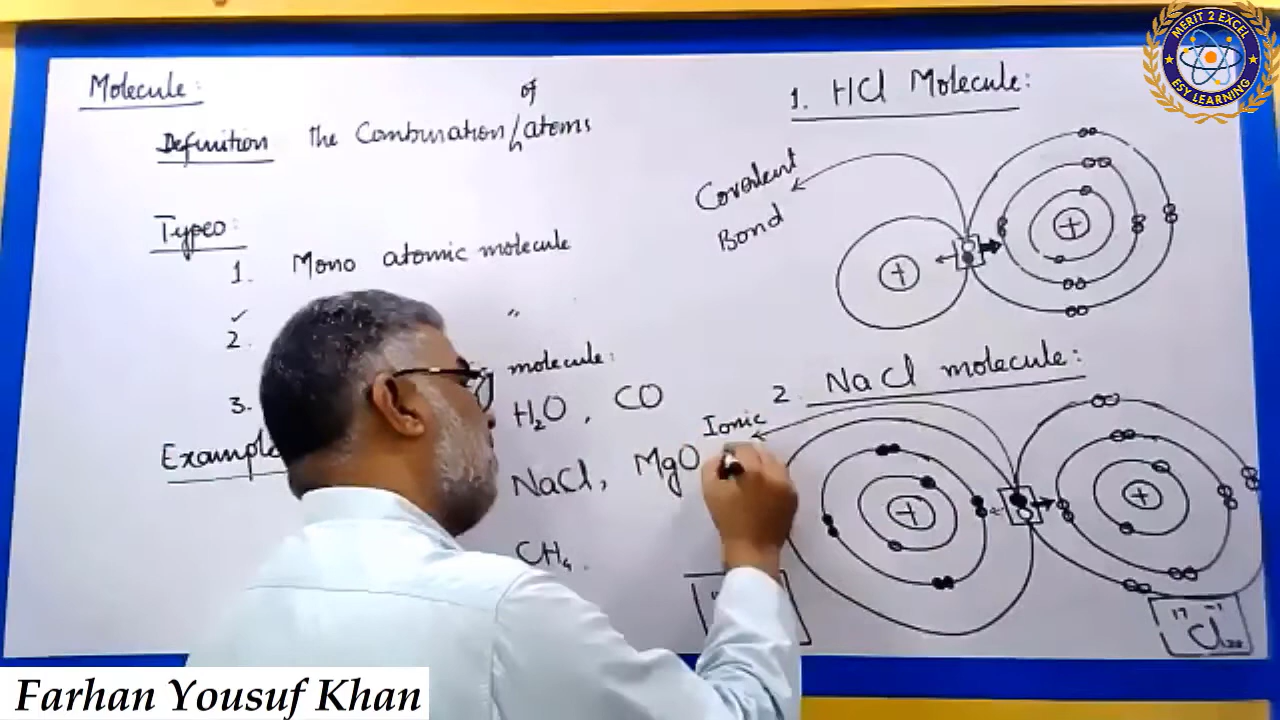 MERIT 2 EXCEL
ESY LEARNING
Molecule:
Definition The Combination of atoms
Types:
1. Mono atomic molecule
✓
2. "
3. molecule:
Example
H₂O , CO
NaCl, MgO
CH₄.
1. HCl Molecule:
Covalent
Bond
+
+
2. NaCl molecule:
Ionic
+
+
17 -1
Cl
Farhan Yousuf Khan